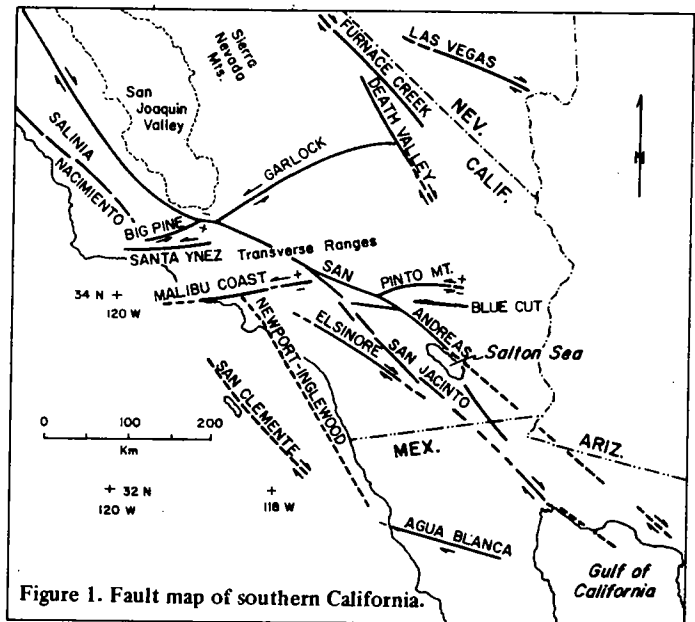 LAS VEGAS
FURNACE CREEK
DEATH VALLEY
NEV.
CALIF.
N
Sierra
Nevada
Mts.
San
Joaquin
Valley
SALINIA
NACIMIENTO
GARLOCK
BIG PINE
SANTA YNEZ
Transverse Ranges
SAN
ANDREAS
PINTO MT.
BLUE CUT
MALIBU COAST
34 N +
120 W
NEWPORT-INGLEWOOD
ELSINORE
SAN JACINTO
Salton Sea
SAN CLEMENTE
0 100 200
Km
MEX.
ARIZ.
+ 32 N
120 W
+
118 W
AGUA BLANCA
Gulf of
California
Figure 1. Fault map of southern California.